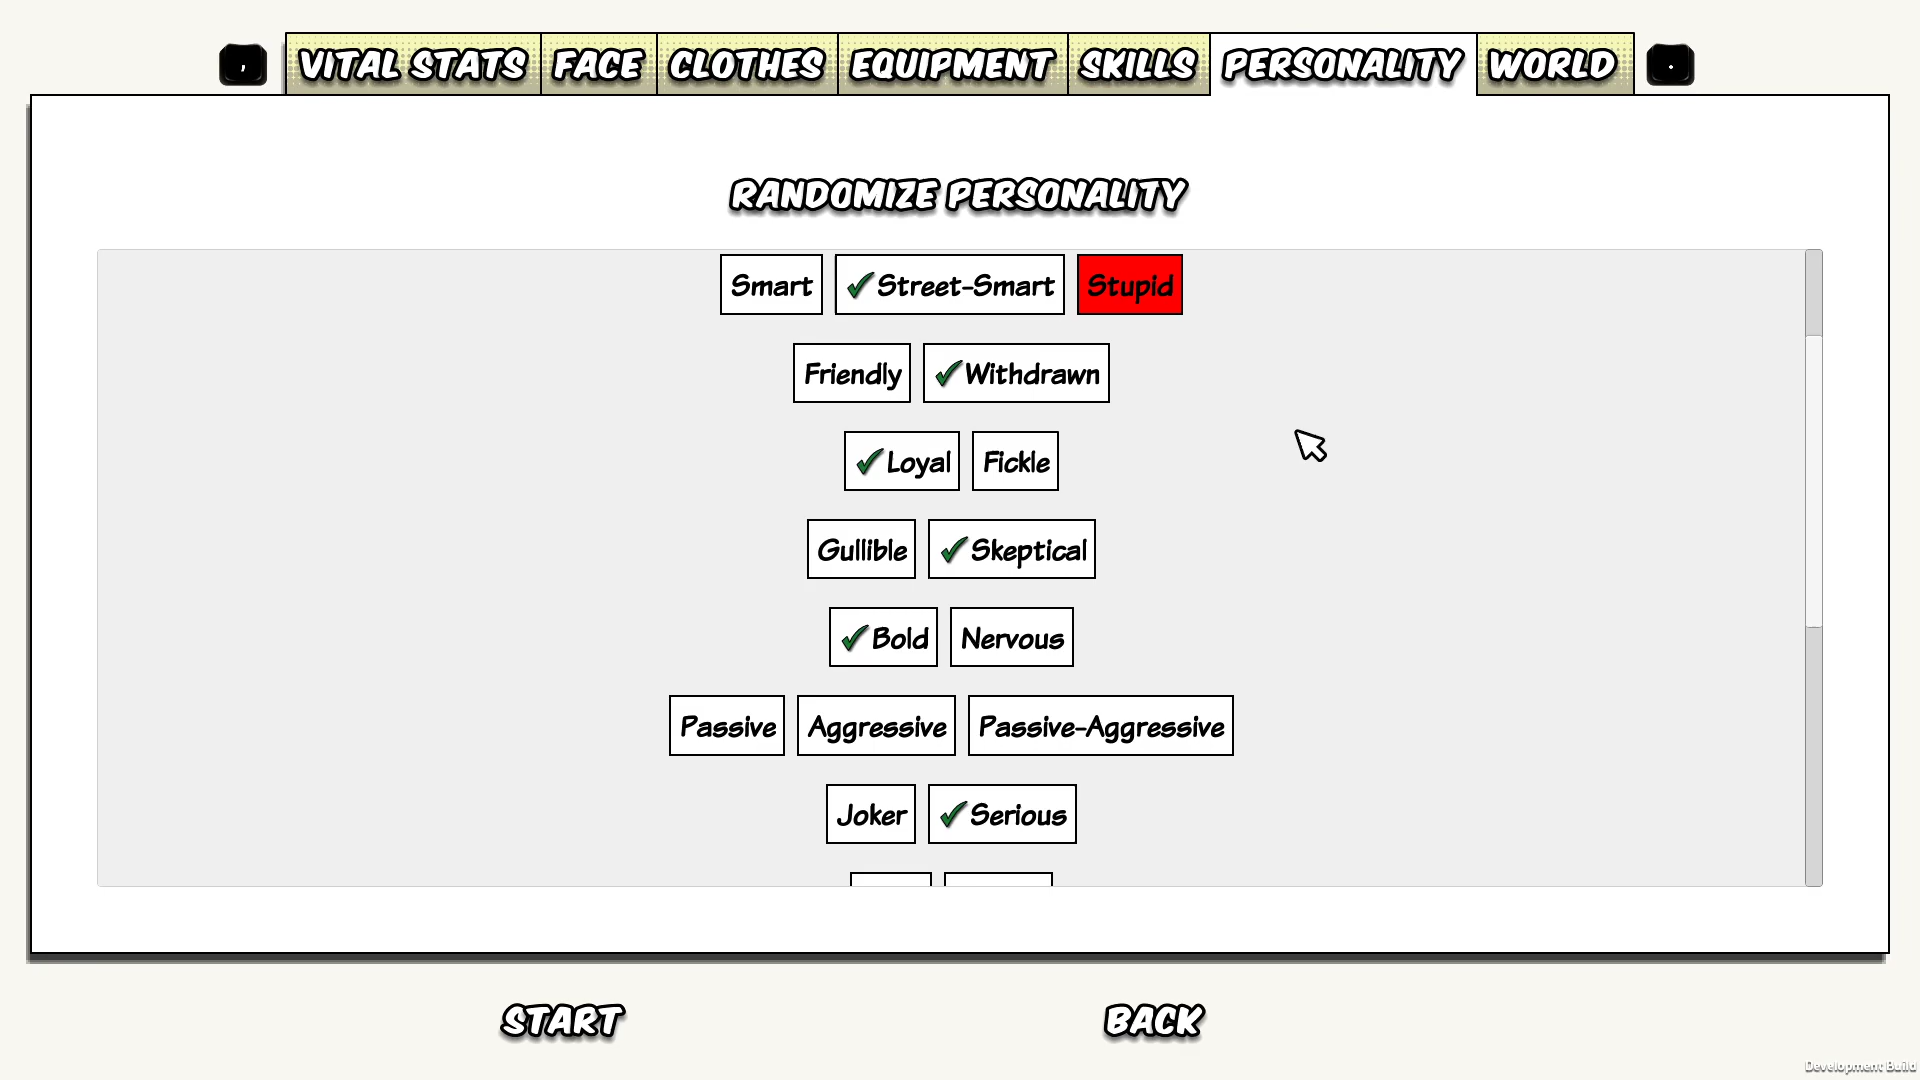 , VITAL STATS FACE CLOTHES EQUIPMENT SKILLS PERSONALITY WORLD .
RANDOMIZE PERSONALITY
Smart Street-Smart Stupid
Friendly Withdrawn
Loyal Fickle
Gullible Skeptical
Bold Nervous
Passive Aggressive Passive-Aggressive
Joker Serious
START BACK
Development Build